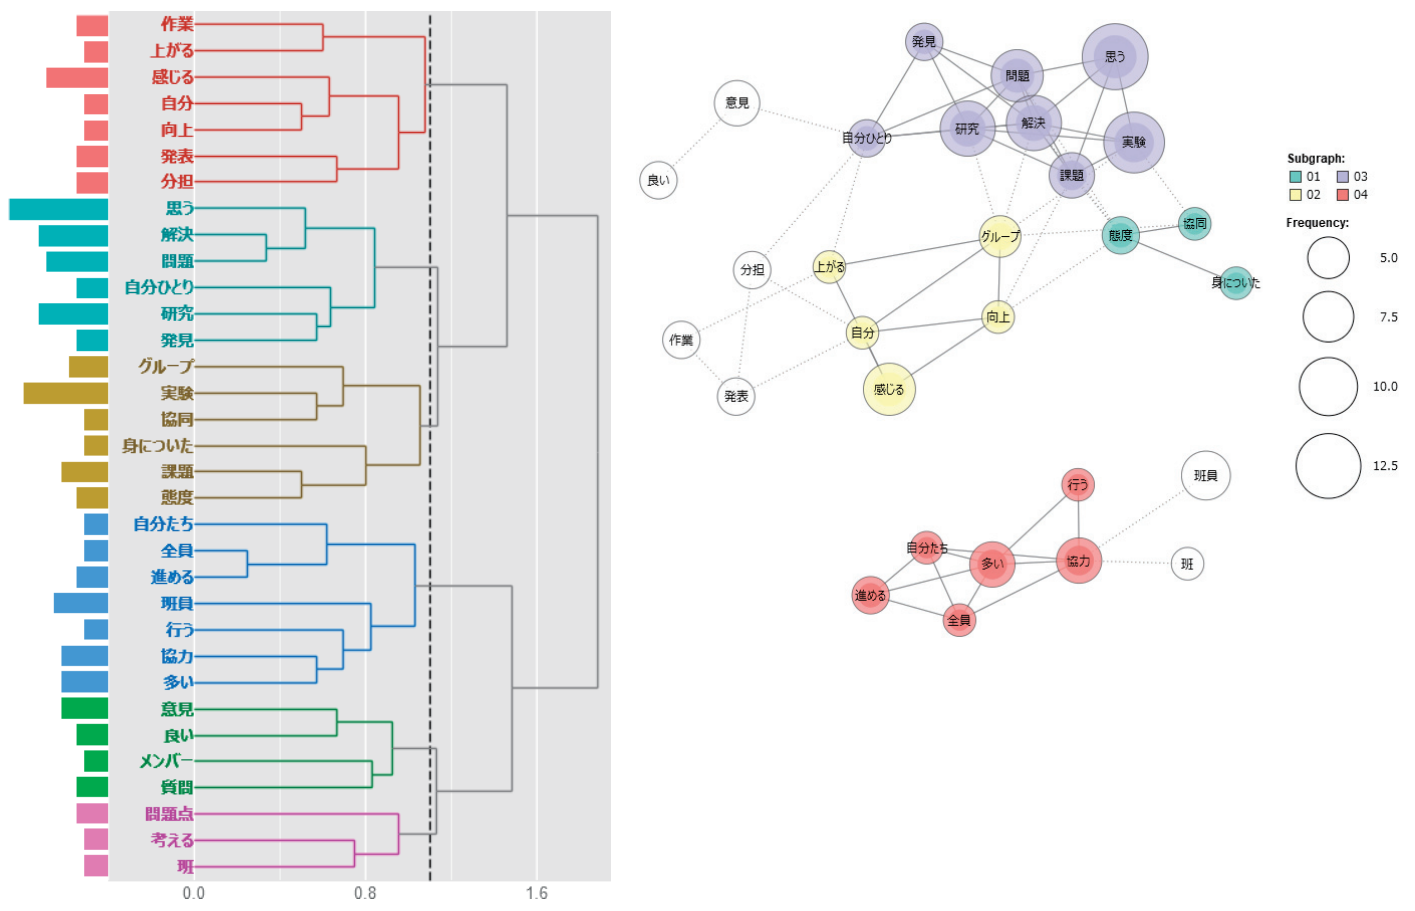 作業
上がる
感じる
自分
向上
発表
分担
思う
解決
問題
自分ひとり
研究
発見
グループ
実験
協同
身についた
課題
態度
自分たち
全員
進める
班員
行う
協力
多い
意見
良い
メンバー
質問
問題点
考える
班
0.0 0.8 1.6
発見
思う
問題
意見
解決
研究
自分ひとり
実験
課題
良い
協同
態度
グループ
上がる
分担
身についた
向上
自分
作業
感じる
発表
班員
行う
自分たち
多い
協力
班
進める
全員
Subgraph:
01 03
02 04
Frequency:
5.0
7.5
10.0
12.5